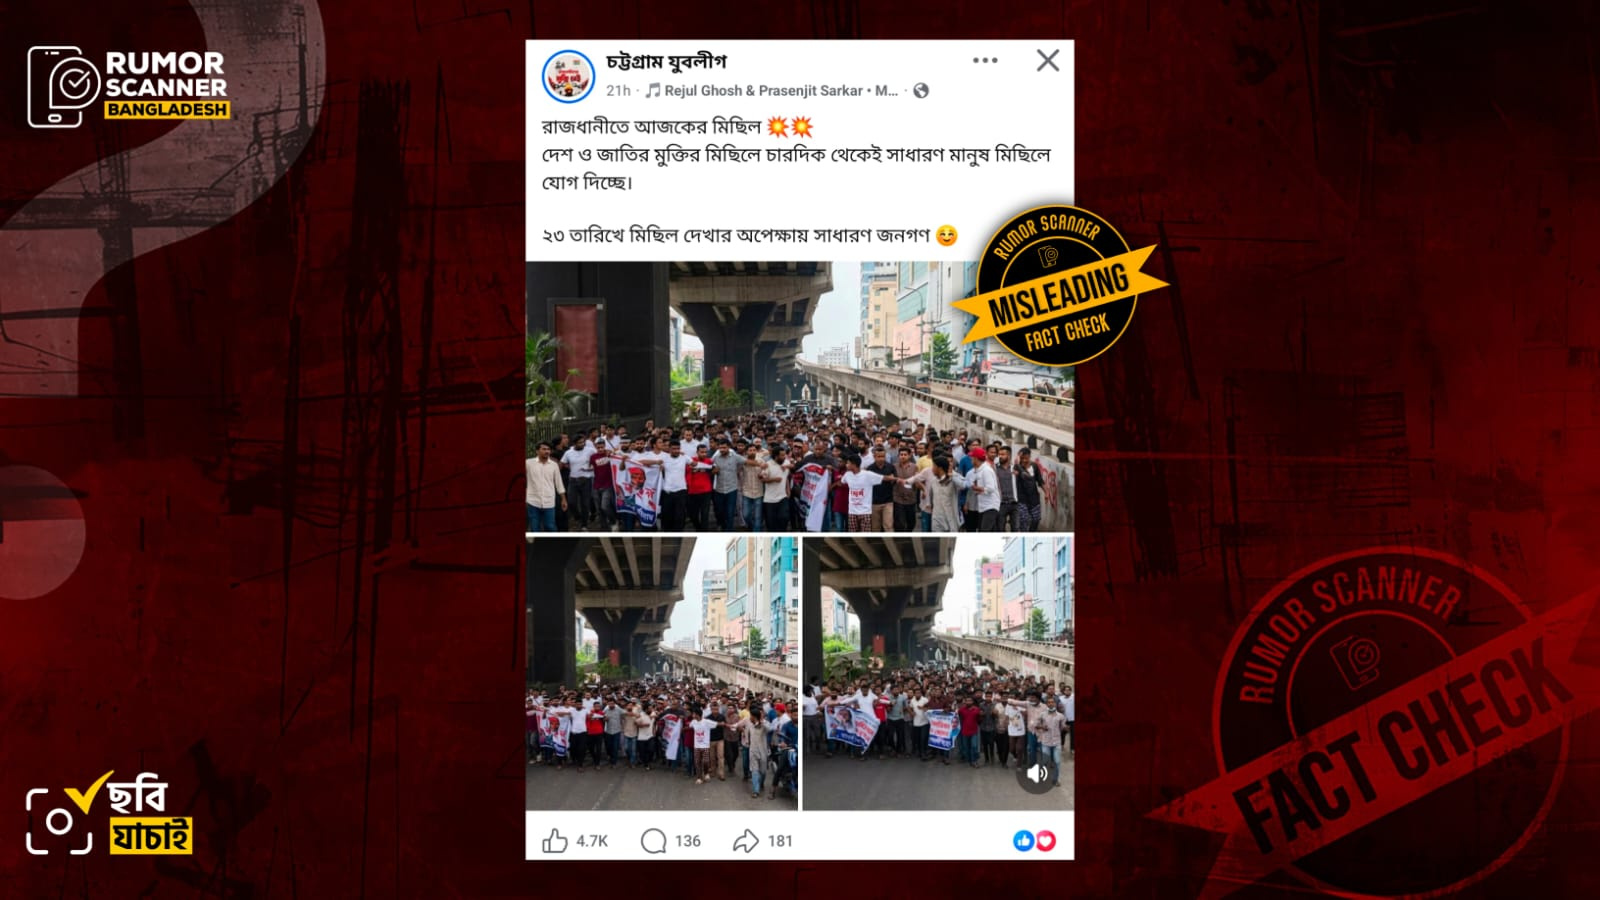 RUMOR
SCANNER
BANGLADESH
চট্টগ্রাম যুবলীগ
21h · Rejul Ghosh & Prasenjit Sarkar • M... ·
রাজধানীতে আজকের মিছিল 💥💥
দেশ ও জাতির মুক্তির মিছিলে চারদিক থেকেই সাধারণ মানুষ মিছিলে
যোগ দিচ্ছে।
২৩ তারিখে মিছিল দেখার অপেক্ষায় সাধারণ জনগণ 😊
RUMOR SCANNER
MISLEADING
FACT CHECK
4.7K
136
181
ছবি
যাচাই
RUMOR SCANNER
FACT CHECK